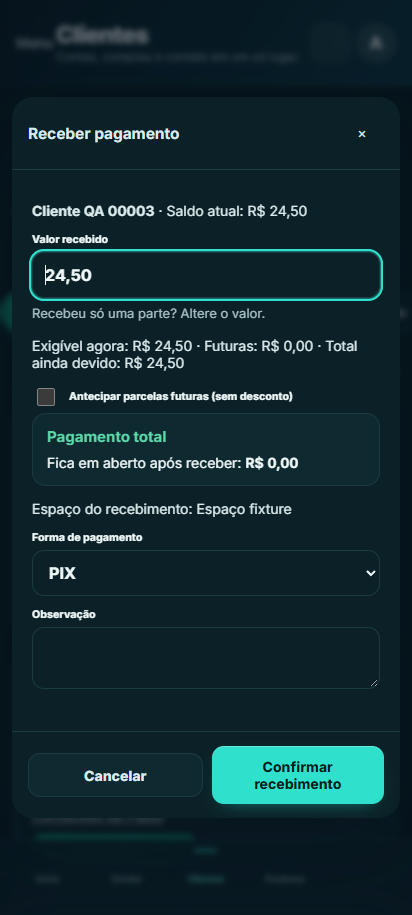 Menu
Clientes
Receber pagamento
×
Cliente QA 00003 · Saldo atual: R$ 24,50
Valor recebido
24,50
Recebeu só uma parte? Altere o valor.
Exigível agora: R$ 24,50 · Futuras: R$ 0,00 · Total
ainda devido: R$ 24,50
Antecipar parcelas futuras (sem desconto)
Pagamento total
Fica em aberto após receber: R$ 0,00
Espaço do recebimento: Espaço fixture
Forma de pagamento
PIX
Observação
Cancelar
Confirmar
recebimento